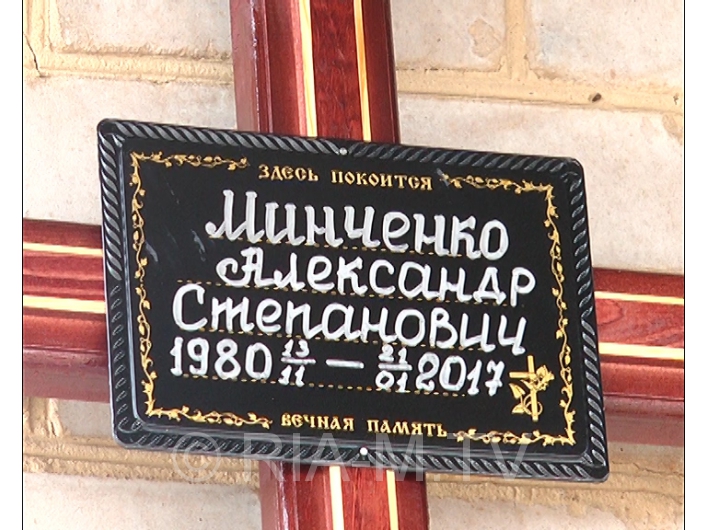 ЗДЕСЬ ПОКОИТСЯ
Минченко
Александр
Степанович
1980 13/11 — 21/01 2017
ВЕЧНАЯ ПАМЯТЬ
© RIA-M.TV